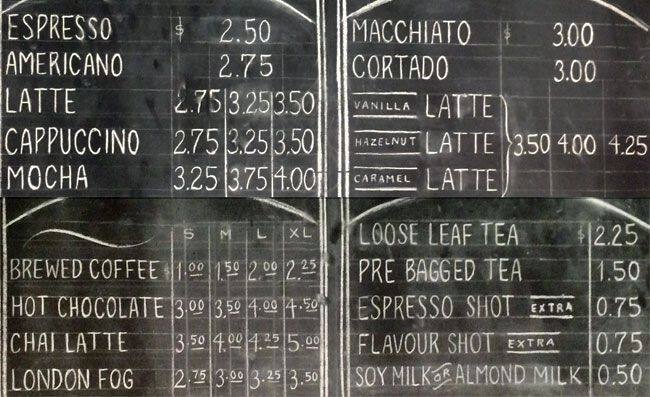 ESPRESSO $ 2.50
AMERICANO 2.75
LATTE 2.75 3.25 3.50
CAPPUCCINO 2.75 3.25 3.50
MOCHA 3.25 3.75 4.00
MACCHIATO $ 3.00
CORTADO 3.00
VANILLA LATTE
HAZELNUT LATTE 3.50 4.00 4.25
CARAMEL LATTE
S M L XL
BREWED COFFEE $ 1.00 1.50 2.00 2.25
HOT CHOCOLATE 3.00 3.50 4.00 4.50
CHAI LATTE 3.50 4.00 4.25 5.00
LONDON FOG 2.75 3.00 3.25 3.50
LOOSE LEAF TEA $ 2.25
PRE BAGGED TEA 1.50
ESPRESSO SHOT EXTRA 0.75
FLAVOUR SHOT EXTRA 0.75
SOY MILK OR ALMOND MILK 0.50